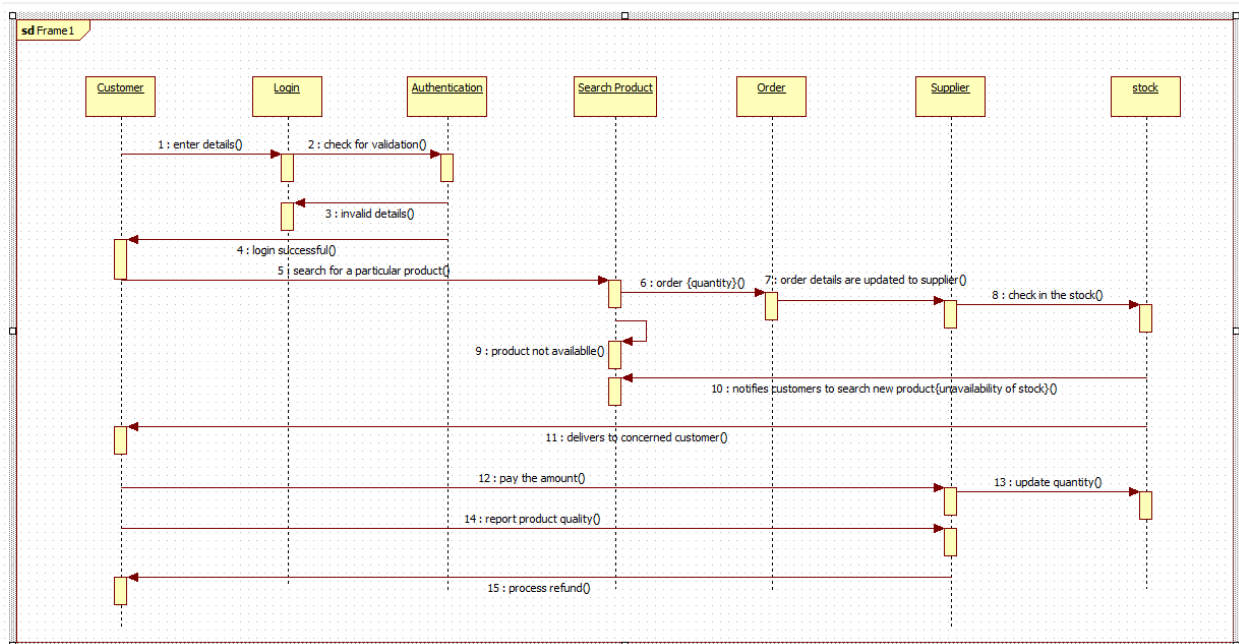 sd Frame1
Customer
Login
Authentication
Search Product
Order
Supplier
stock
1 : enter details()
2 : check for validation()
3 : invalid details()
4 : login successful()
5 : search for a particular product()
6 : order {quantity}()
7 : order details are updated to supplier()
8 : check in the stock()
9 : product not availablle()
10 : notifies customers to search new product{unavailability of stock}()
11 : delivers to concerned customer()
12 : pay the amount()
13 : update quantity()
14 : report product quality()
15 : process refund()